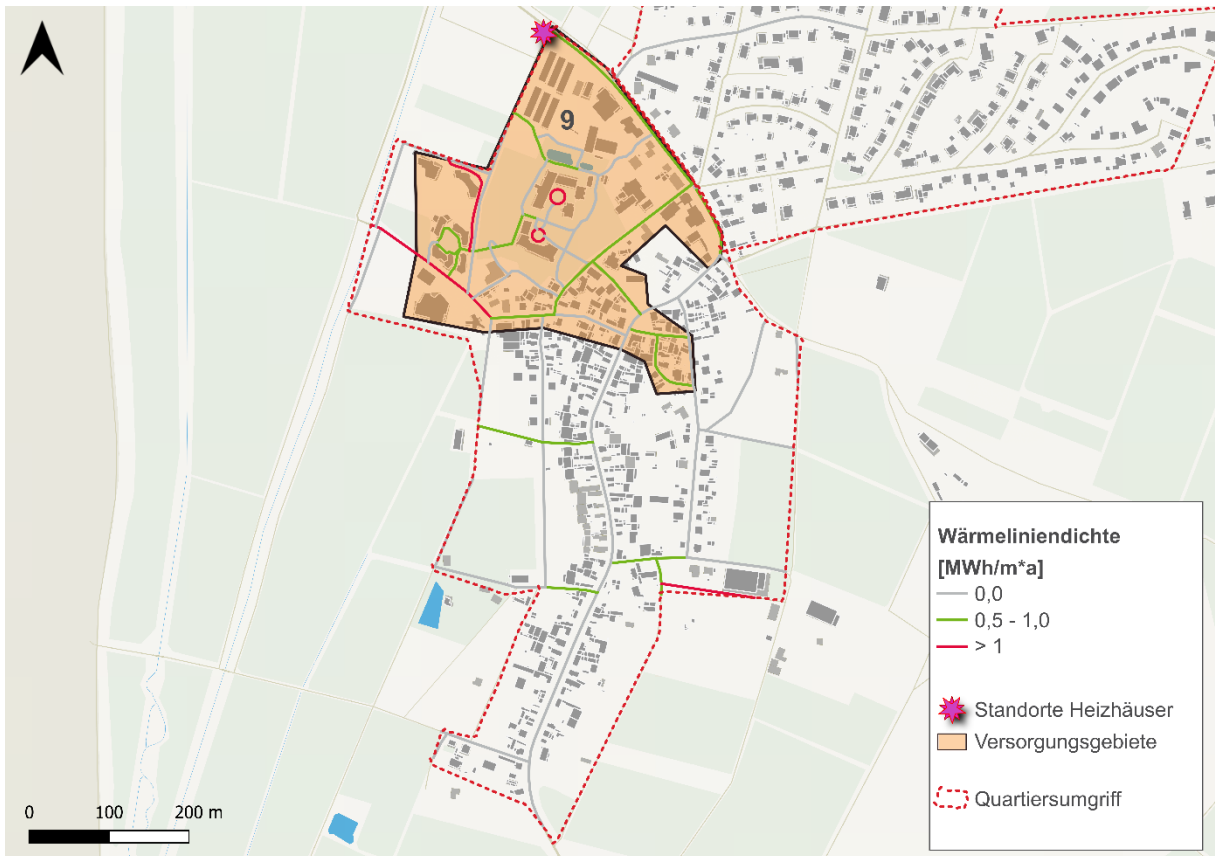 9
Wärmeliniendichte
[MWh/m*a]
0,0
0,5 - 1,0
> 1
Standorte Heizhäuser
Versorgungsgebiete
Quartiersumgriff
0 100 200 m